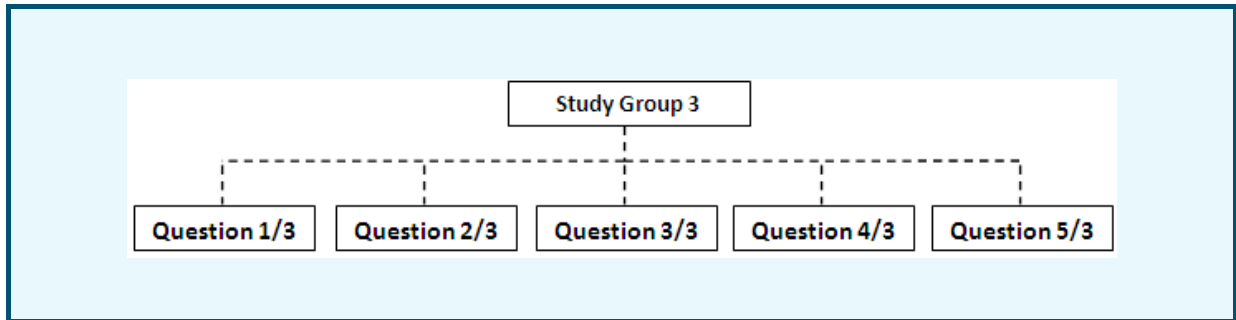 Study Group 3
Question 1/3
Question 2/3
Question 3/3
Question 4/3
Question 5/3